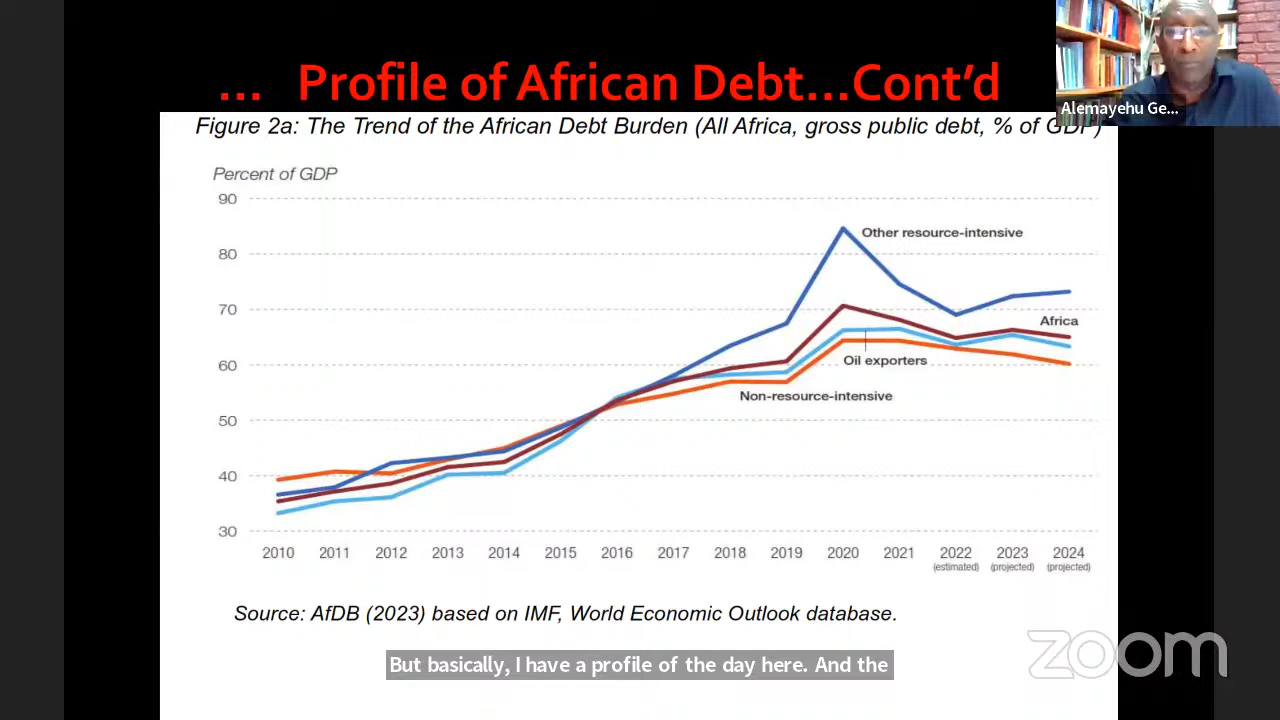 ... Profile of African Debt...Cont'd
Alemayehu Ge...
Figure 2a: The Trend of the African Debt Burden (All Africa, gross public debt, % of GDP)
Percent of GDP
90
80
70
60
50
40
30
Other resource-intensive
Africa
Oil exporters
Non-resource-intensive
2010 2011 2012 2013 2014 2015 2016 2017 2018 2019 2020 2021 2022 2023 2024
(estimated) (projected) (projected)
Source: AfDB (2023) based on IMF, World Economic Outlook database.
zoom
But basically, I have a profile of the day here. And the